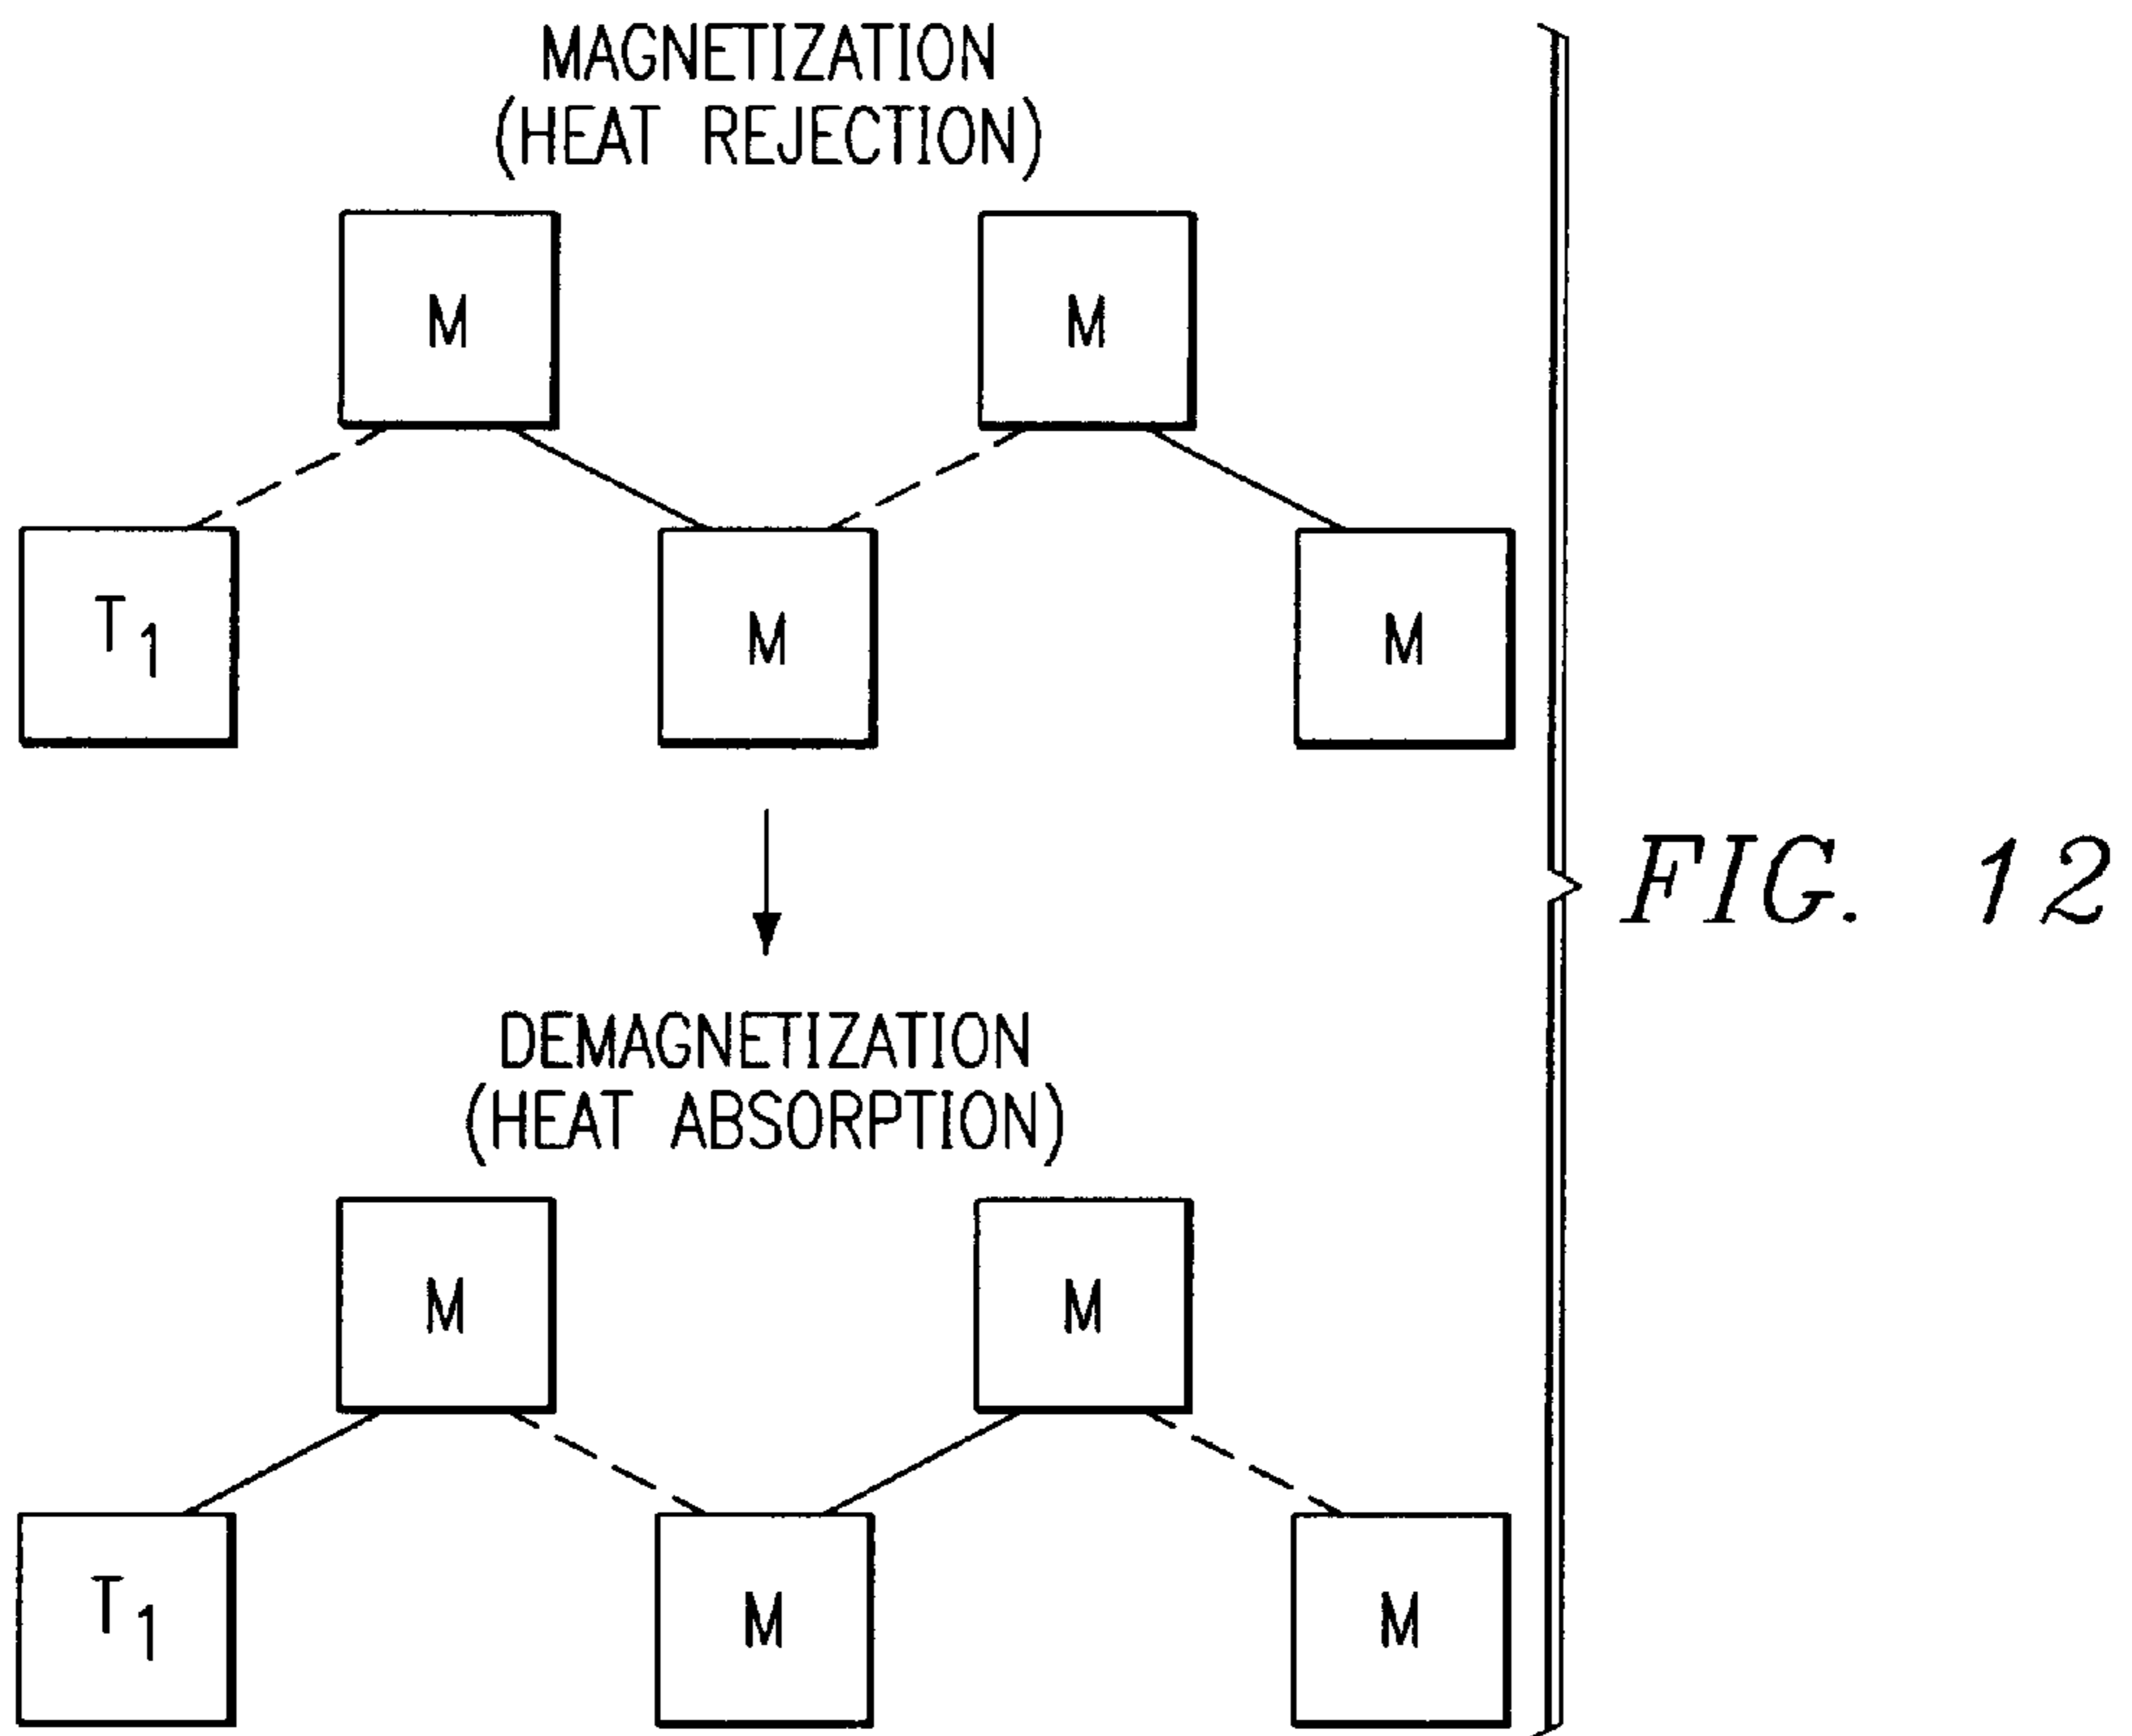 MAGNETIZATION
(HEAT REJECTION)
M
M
T1
M
M
FIG. 12
DEMAGNETIZATION
(HEAT ABSORPTION)
M
M
T1
M
M